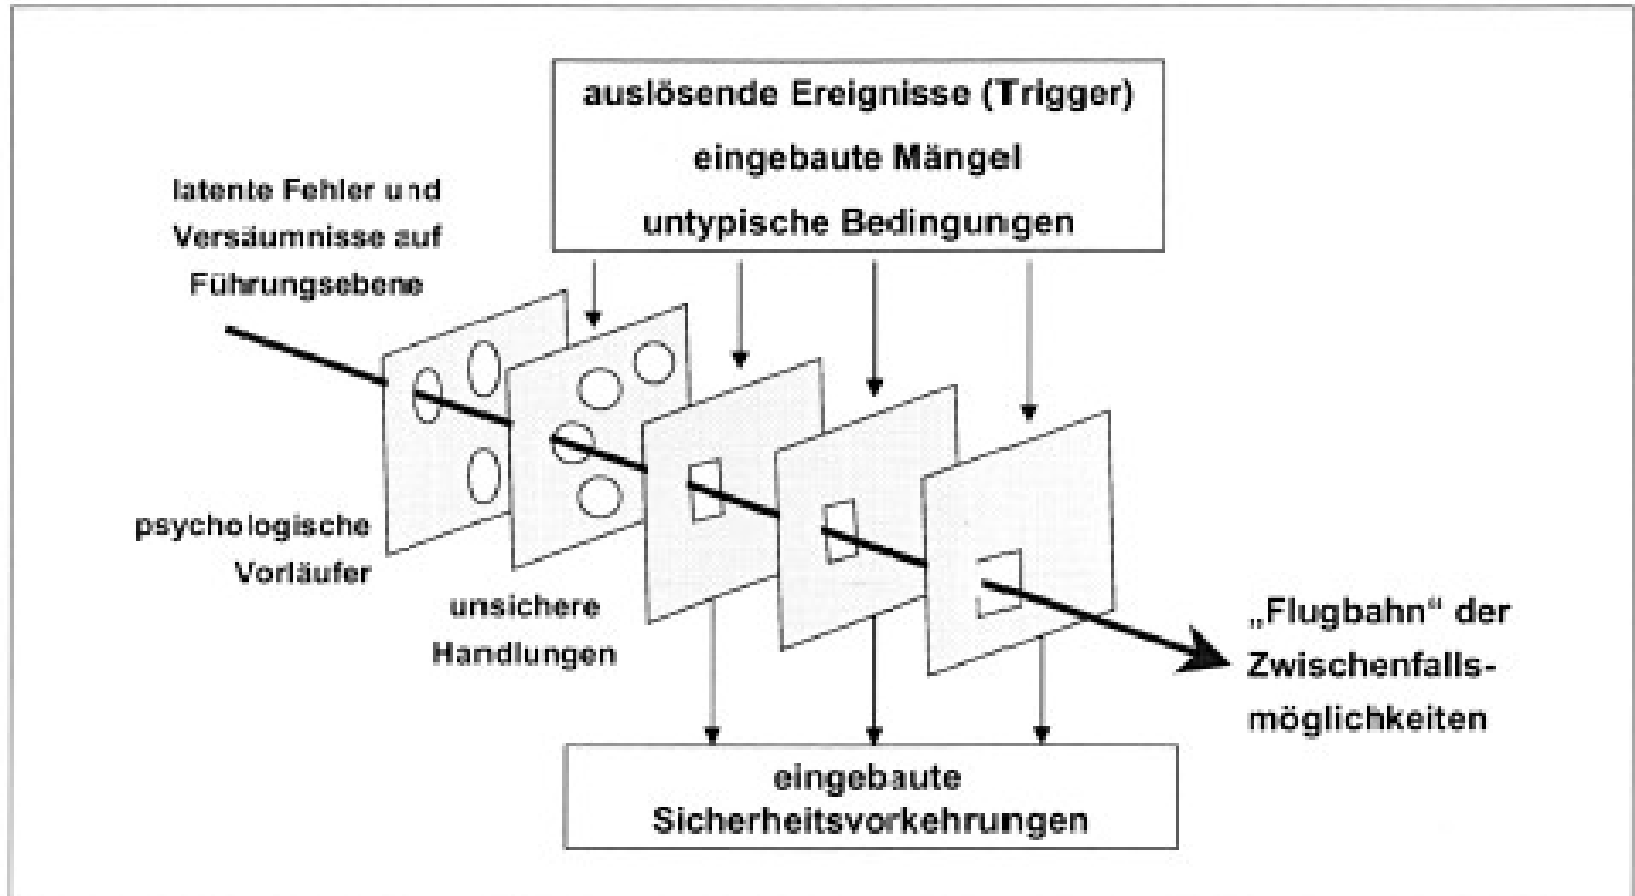 auslösende Ereignisse (Trigger)
eingebaute Mängel
untypische Bedingungen
latente Fehler und
Versäumnisse auf
Führungsebene
psychologische
Vorläufer
unsichere
Handlungen
„Flugbahn“ der
Zwischenfalls-
möglichkeiten
eingebaute
Sicherheitsvorkehrungen